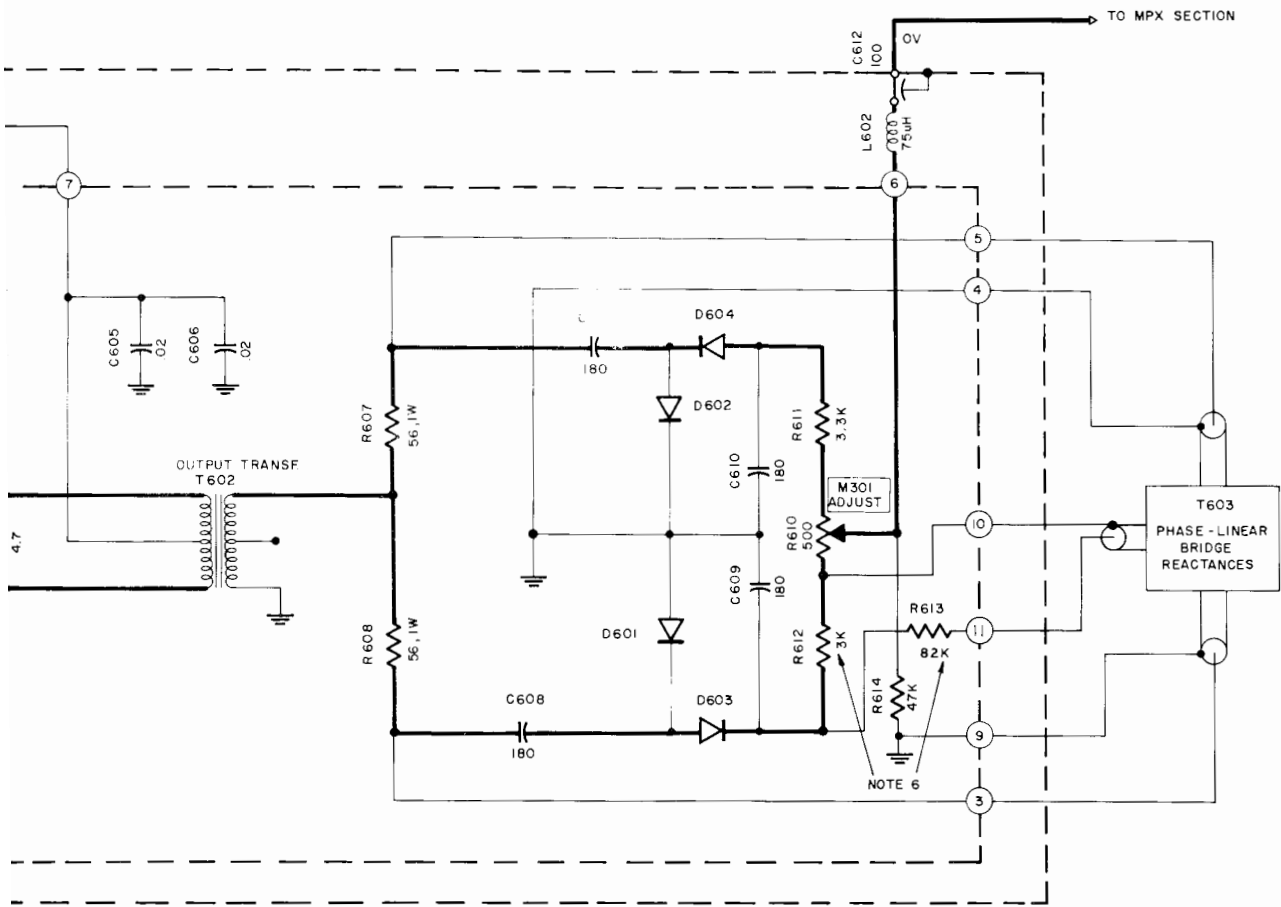 TO MPX SECTION
C612
100
0V
L602
75uH
7
6
5
4
C605
.02
C606
.02
180
D604
D602
R607
56,1W
R611
3.3K
C610
180
OUTPUT TRANSF.
T602
M301
ADJUST
R610
500
10
T603
PHASE-LINEAR
BRIDGE
REACTANCES
4.7
C609
180
R608
56,1W
D601
R612
3K
R613
82K
11
R614
47K
C608
180
D603
9
NOTE 6
3